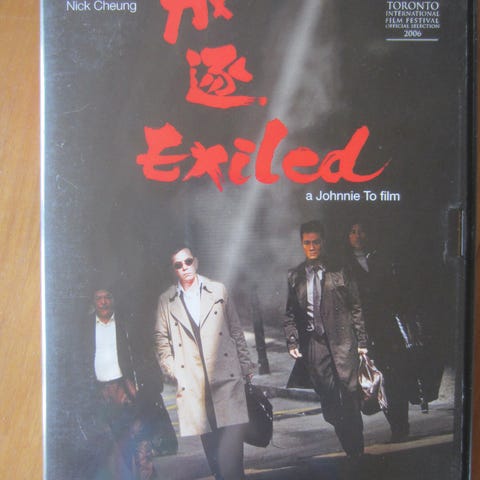 Nick Cheung
TORONTO
INTERNATIONAL
FILM FESTIVAL
OFFICIAL SELECTION
2006
放
逐
Exiled
a Johnnie To film